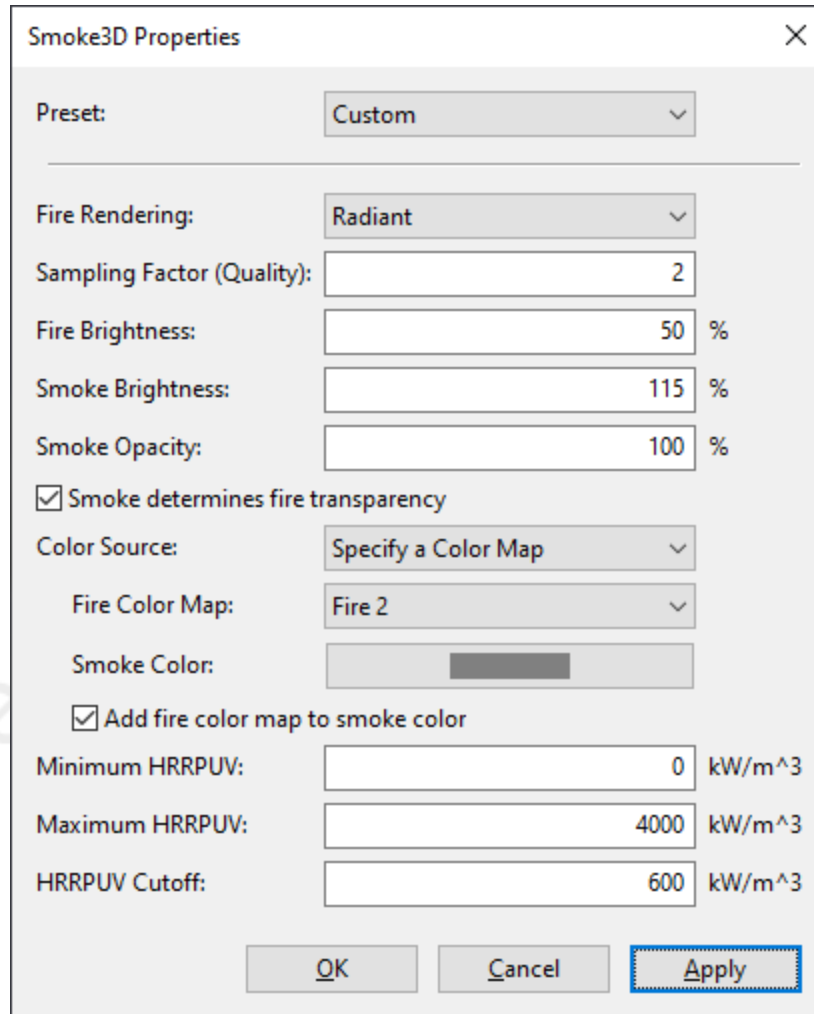 Smoke3D Properties
Preset: Custom
Fire Rendering: Radiant
Sampling Factor (Quality): 2
Fire Brightness: 50 %
Smoke Brightness: 115 %
Smoke Opacity: 100 %
Smoke determines fire transparency
Color Source: Specify a Color Map
Fire Color Map: Fire 2
Smoke Color:
Add fire color map to smoke color
Minimum HRRPUV: 0 kW/m^3
Maximum HRRPUV: 4000 kW/m^3
HRRPUV Cutoff: 600 kW/m^3
OK Cancel Apply